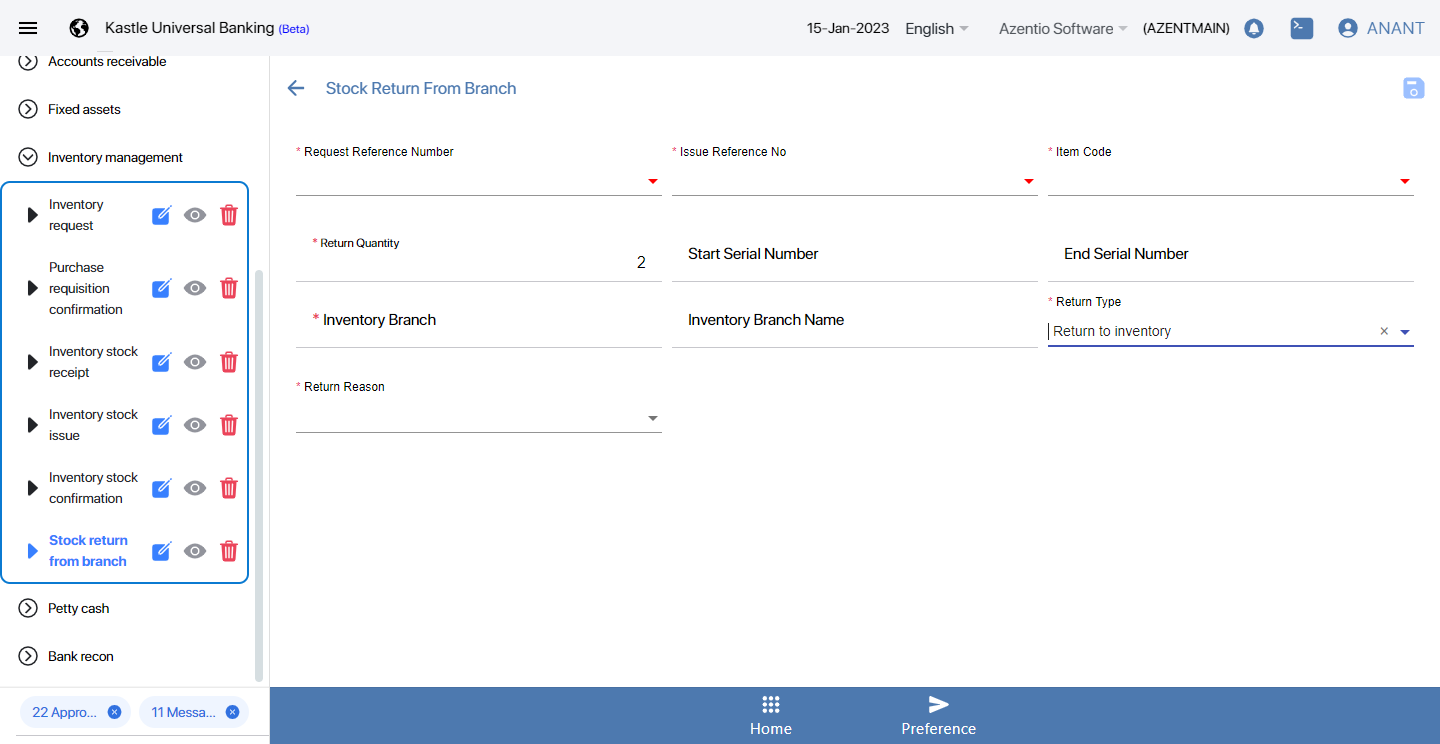 Kastle Universal Banking (Beta)
15-Jan-2023 English Azentio Software (AZENTMAIN) ANANT
Accounts receivable
Fixed assets
Inventory management
Inventory
request
Purchase
requisition
confirmation
Inventory stock
receipt
Inventory stock
issue
Inventory stock
confirmation
Stock return
from branch
Petty cash
Bank recon
22 Appro...
11 Messa...
Stock Return From Branch
* Request Reference Number
* Issue Reference No
* Item Code
* Return Quantity
2
Start Serial Number
End Serial Number
* Inventory Branch
Inventory Branch Name
* Return Type
Return to inventory
* Return Reason
Home
Preference